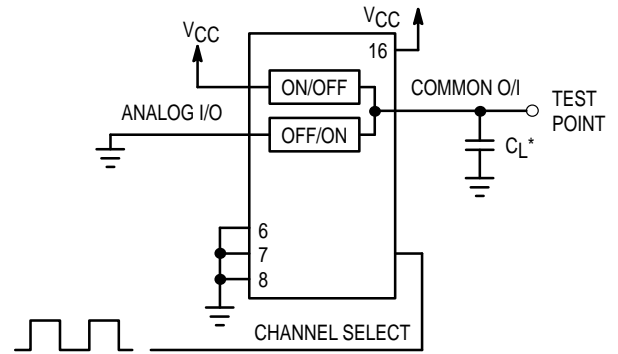 VCC
VCC
16
ON/OFF
COMMON O/I
TEST
POINT
ANALOG I/O
OFF/ON
CL*
6
7
8
CHANNEL SELECT